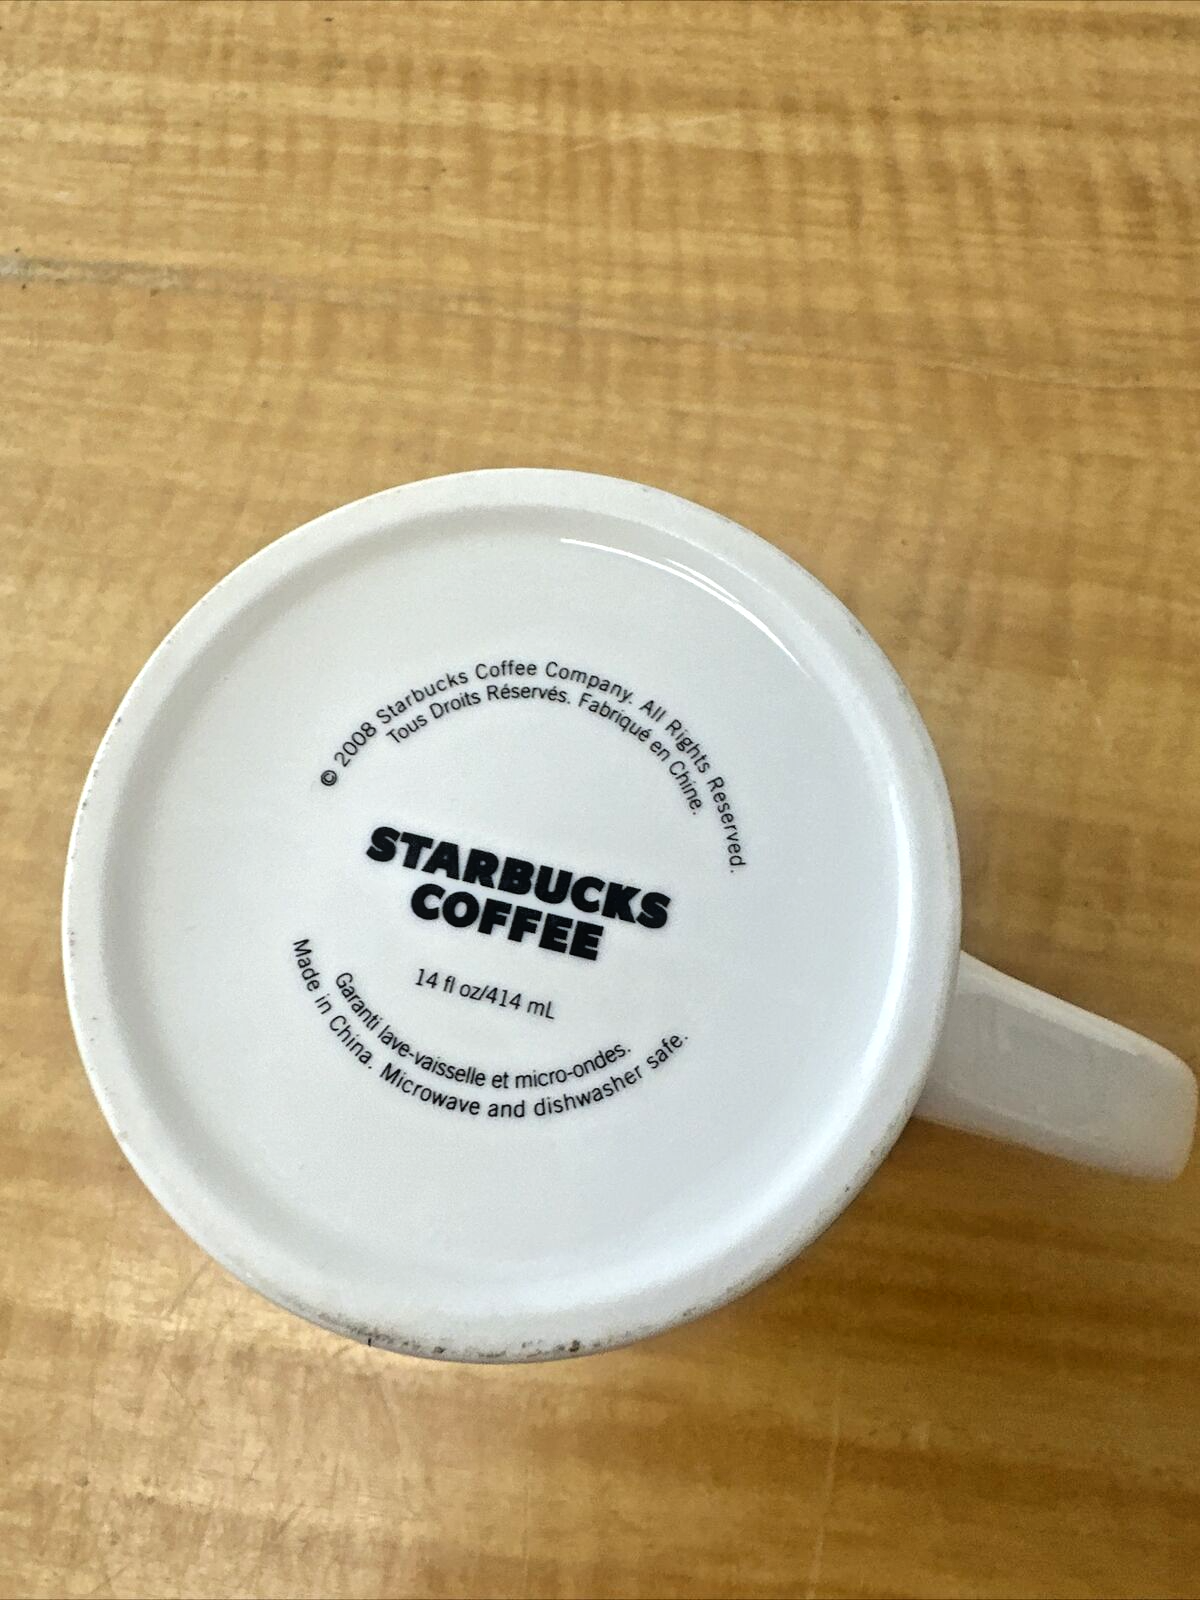 © 2008 Starbucks Coffee Company. All Rights Reserved.
Tous Droits Réservés. Fabriqué en Chine.
STARBUCKS
COFFEE
14 fl oz/414 mL
Garanti lave-vaisselle et micro-ondes.
Made in China. Microwave and dishwasher safe.